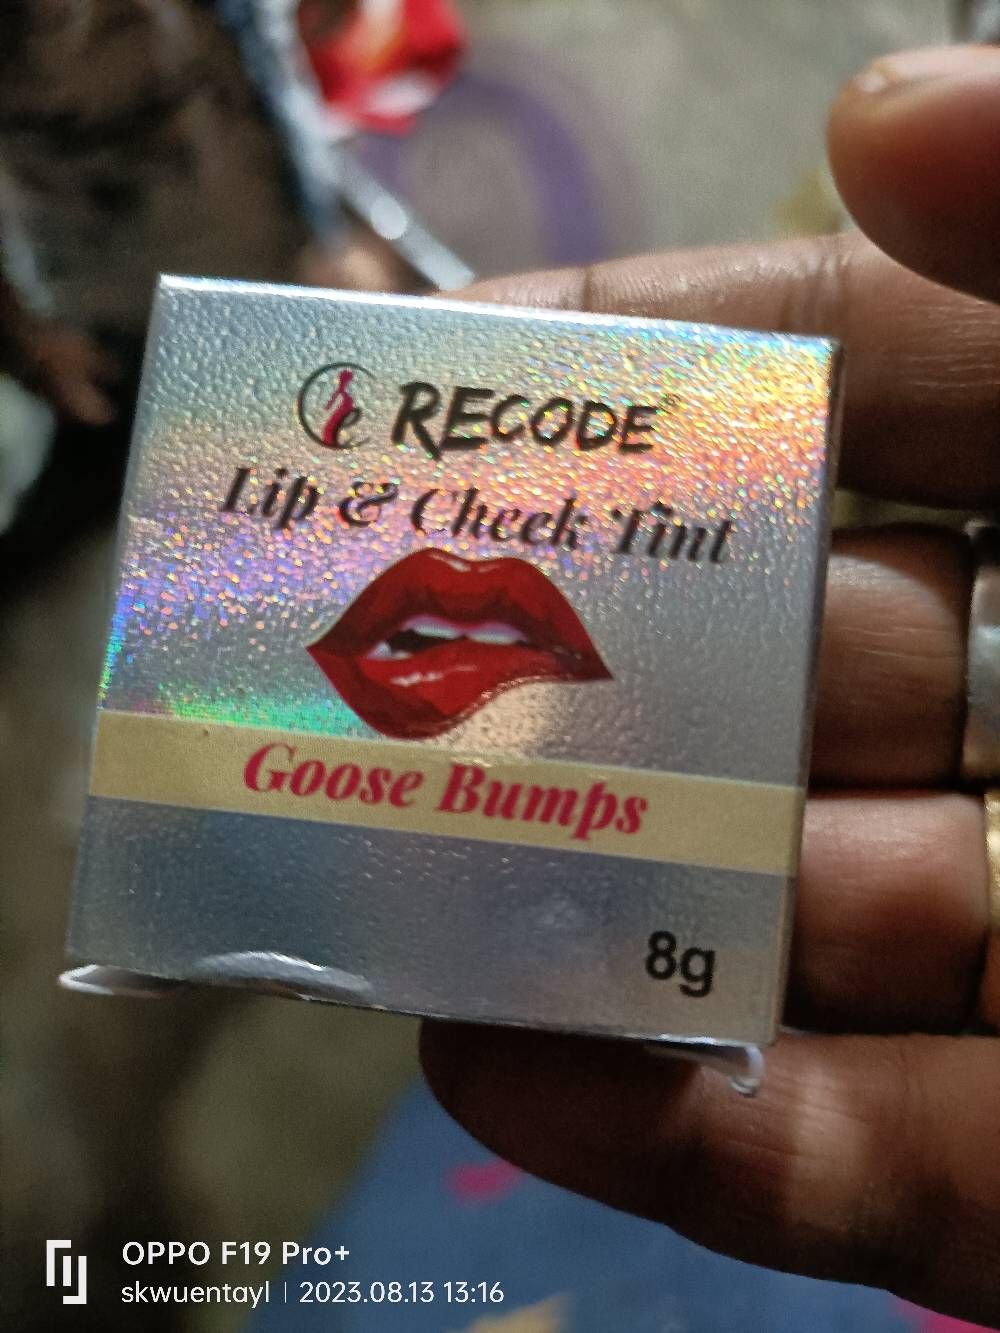 RECODE®
Lip & Cheek Tint
Goose Bumps
8g
OPPO F19 Pro+
skwuentayl | 2023.08.13 13:16